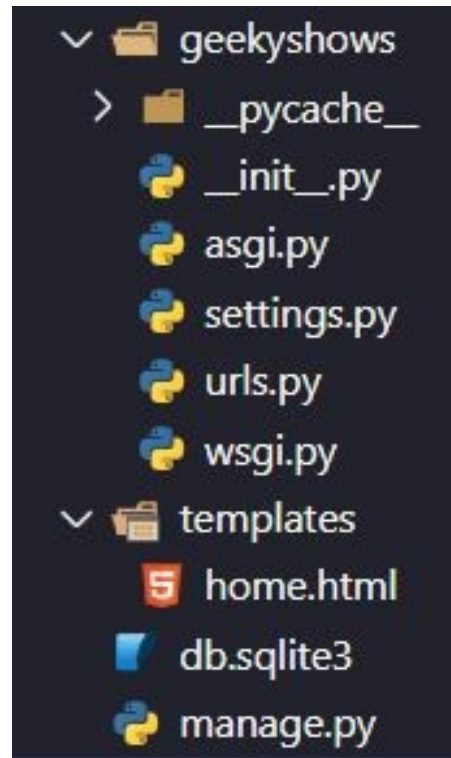 geekyshows
__pycache__
__init__.py
asgi.py
settings.py
urls.py
wsgi.py
templates
5 home.html
db.sqlite3
manage.py